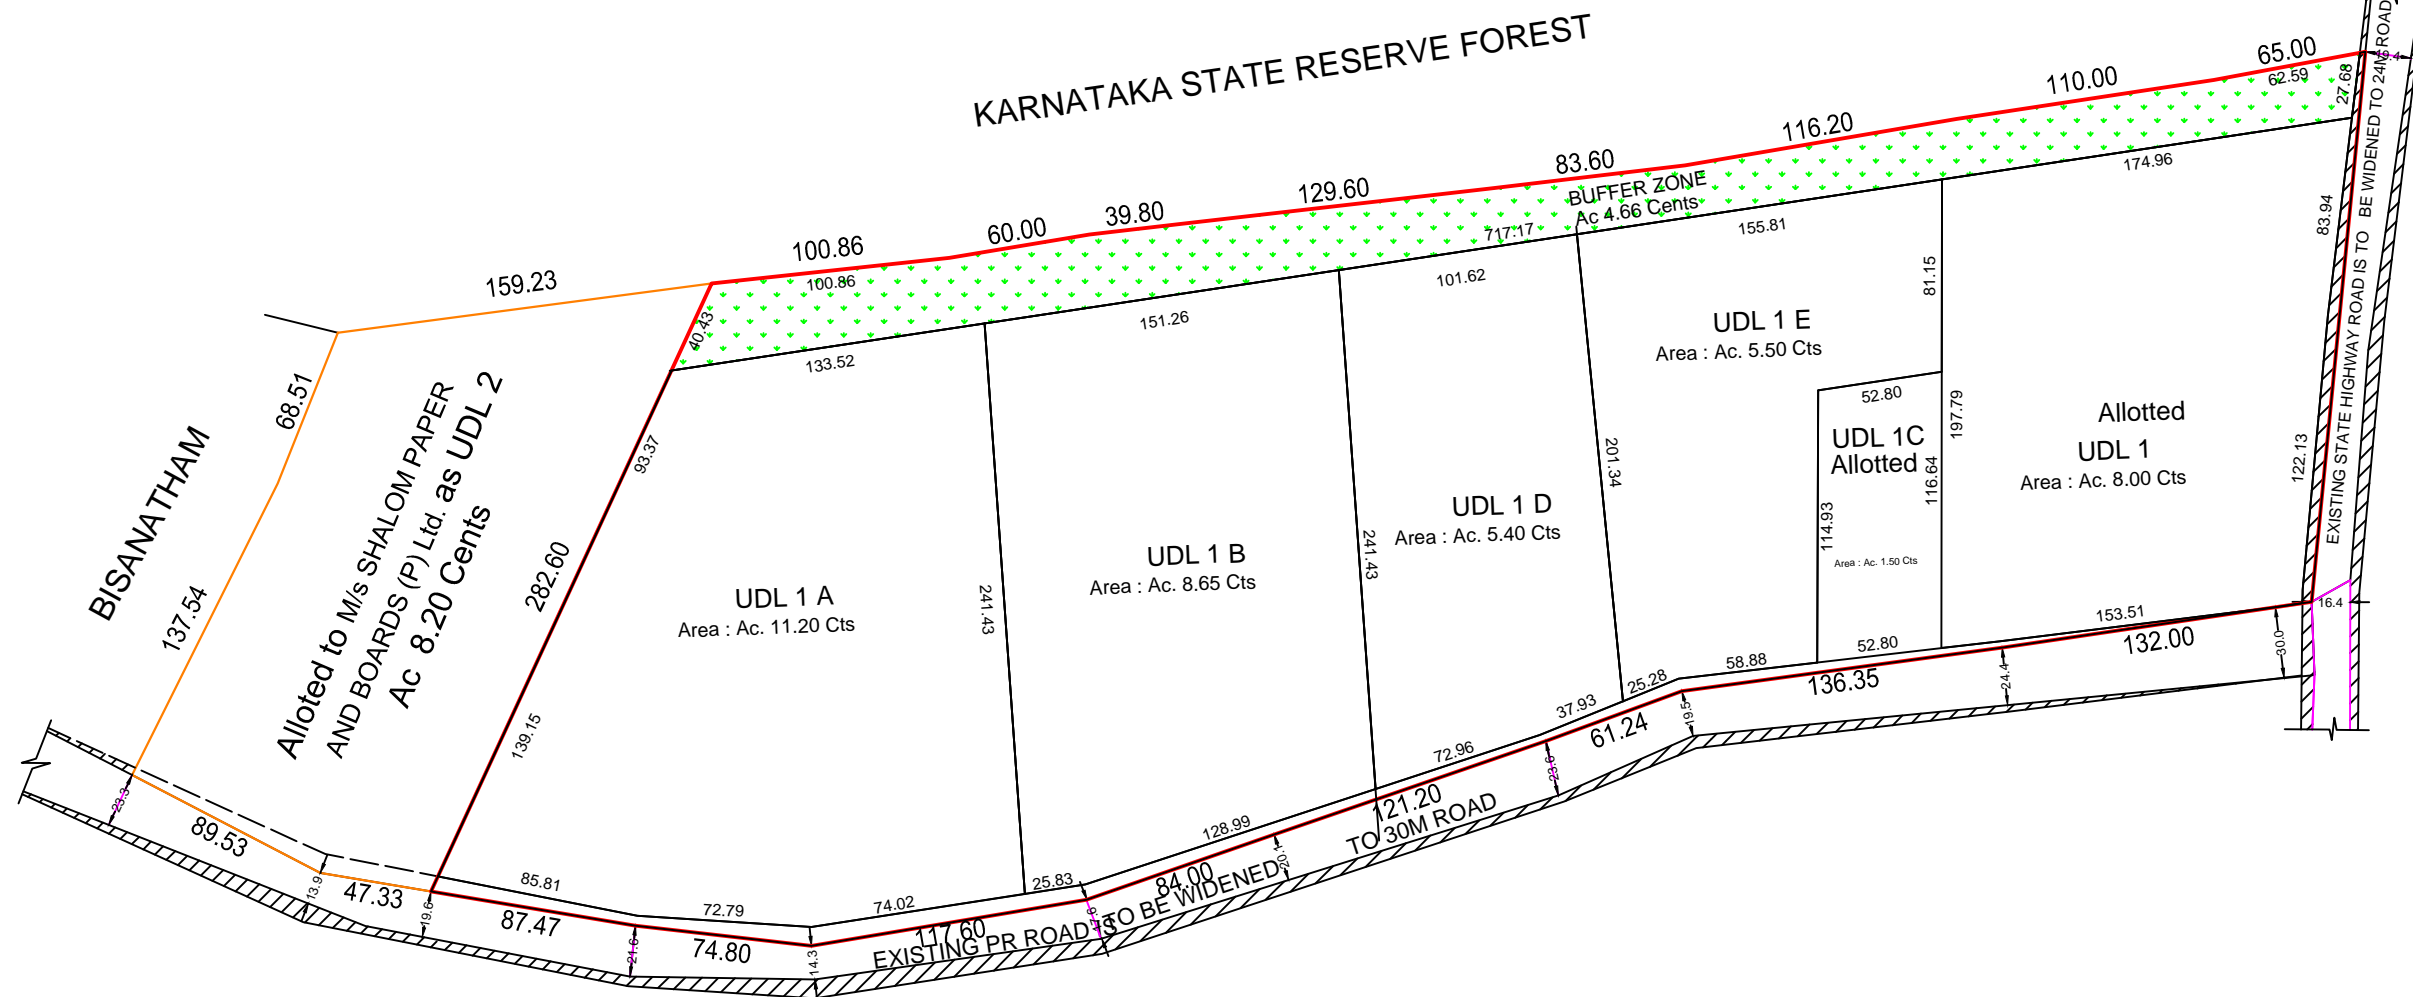 KARNATAKA STATE RESERVE FOREST
159.23
100.86
60.00
39.80
129.60
83.60
116.20
110.00
65.00
62.59
27.68
BUFFER ZONE
Ac 4.66 Cents
100.86
717.17
40.43
133.52
151.26
101.62
155.81
174.96
BISANATHAM
68.51
137.54
Alloted to M/s SHALOM PAPER
AND BOARDS (P) Ltd. as UDL 2
Ac 8.20 Cents
93.37
282.60
139.15
UDL 1 A
Area : Ac. 11.20 Cts
241.43
UDL 1 B
Area : Ac. 8.65 Cts
241.43
UDL 1 D
Area : Ac. 5.40 Cts
201.34
UDL 1 E
Area : Ac. 5.50 Cts
81.15
52.80
UDL 1C
Allotted
Area : Ac. 1.50 Cts
114.93
116.64
197.79
Allotted
UDL 1
Area : Ac. 8.00 Cts
83.94
122.13
EXISTING STATE HIGHWAY ROAD IS TO BE WIDENED TO 24M ROAD
16.4
30.0
153.51
132.00
24.4
52.80
58.88
136.35
19.5
25.28
37.93
61.24
23.6
72.96
121.20
128.99
20.1
84.00
25.83
74.02
117.60
14.3
72.79
74.80
21.6
85.81
87.47
19.6
47.33
13.9
89.53
23.3
EXISTING PR ROAD IS TO BE WIDENED TO 30M ROAD